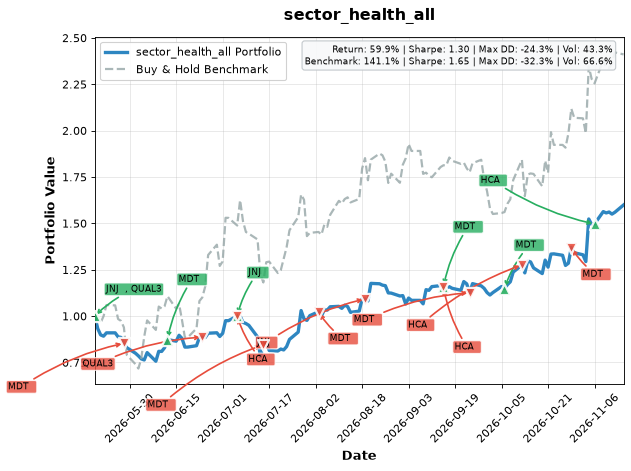 sector_health_all
sector_health_all Portfolio
Buy & Hold Benchmark
Return: 59.9% | Sharpe: 1.30 | Max DD: -24.3% | Vol: 43.3%
Benchmark: 141.1% | Sharpe: 1.65 | Max DD: -32.3% | Vol: 66.6%
Portfolio Value
2.50
2.25
2.00
1.75
1.50
1.25
1.00
0.7
HCA
MDT
MDT
JNJ
MDT
MDT
JNJ , QUAL3
MDT
HCA
MDT
HCA
HCA
QUAL3
MDT
MDT
2026-05-30
2026-06-15
2026-07-01
2026-07-17
2026-08-02
2026-08-18
2026-09-03
2026-09-19
2026-10-05
2026-10-21
2026-11-06
Date